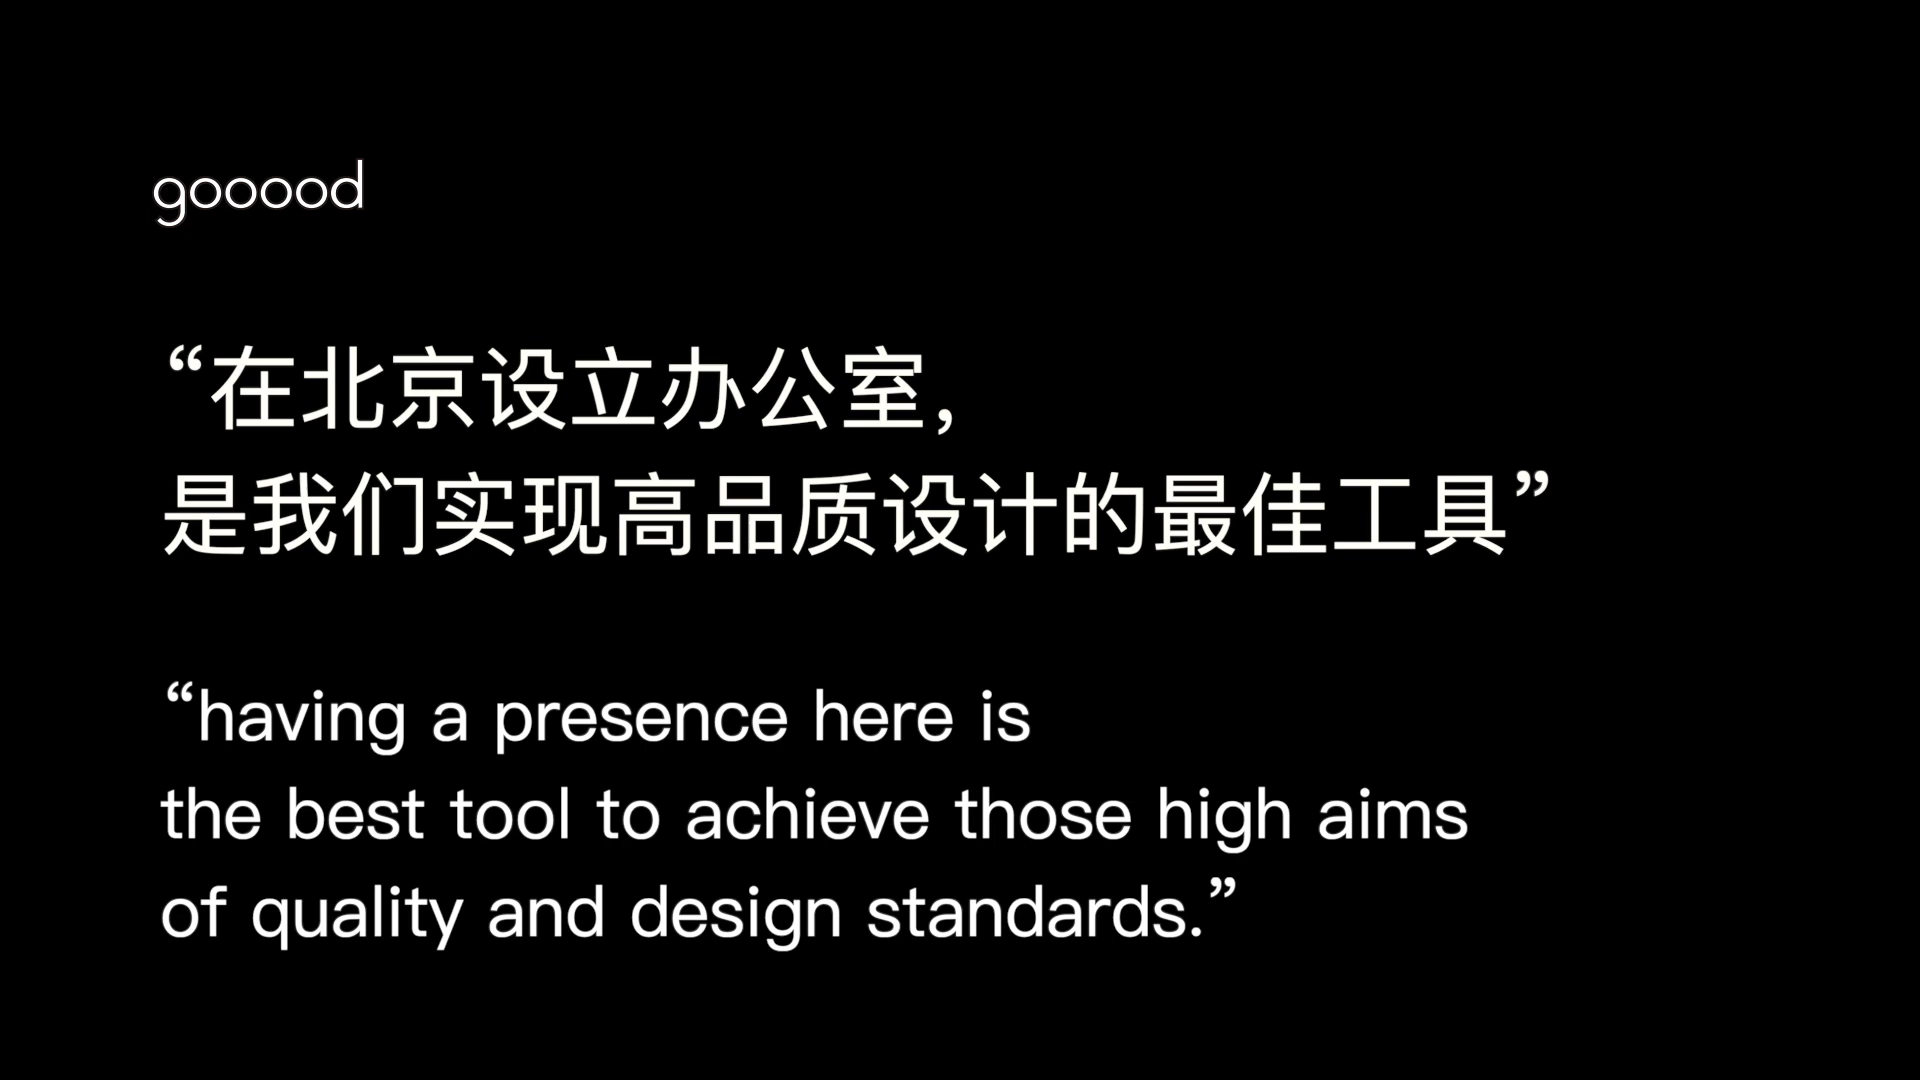 gooood
“在北京设立办公室，
是我们实现高品质设计的最佳工具”
“having a presence here is
the best tool to achieve those high aims
of quality and design standards.”